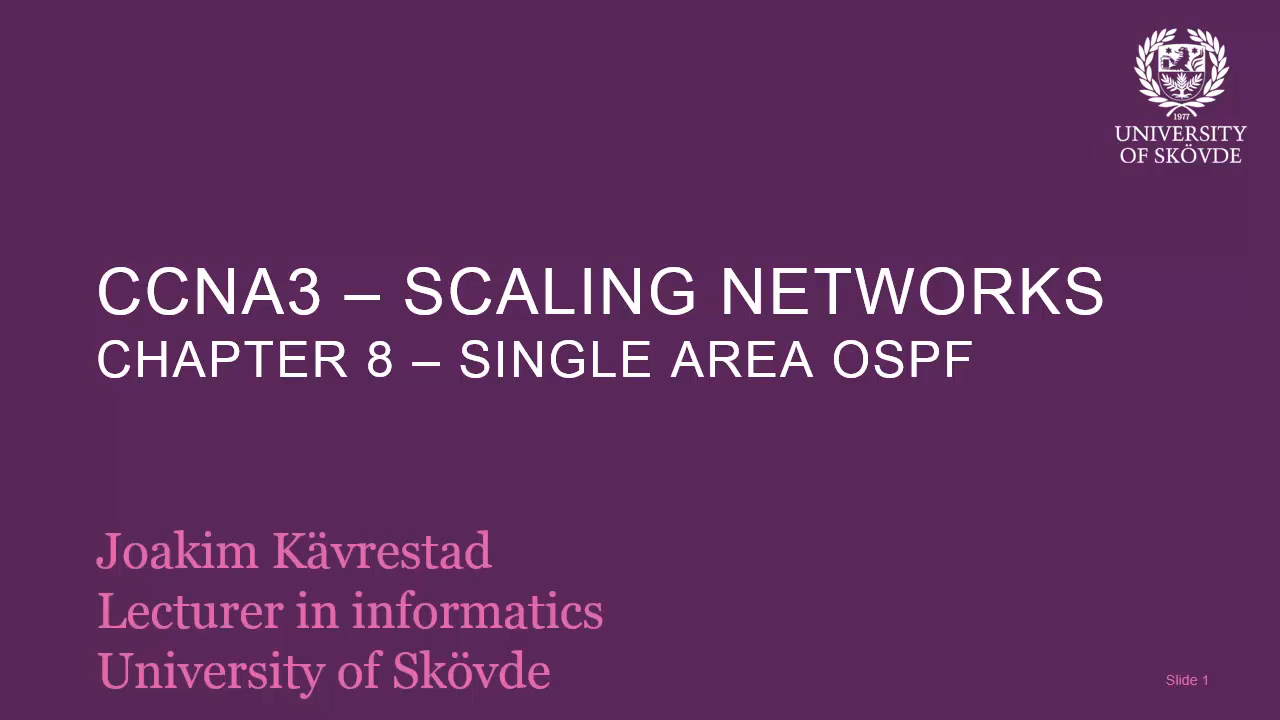 1977
UNIVERSITY
OF SKÖVDE
CCNA3 – SCALING NETWORKS
CHAPTER 8 – SINGLE AREA OSPF
Joakim Kävrestad
Lecturer in informatics
University of Skövde
Slide 1